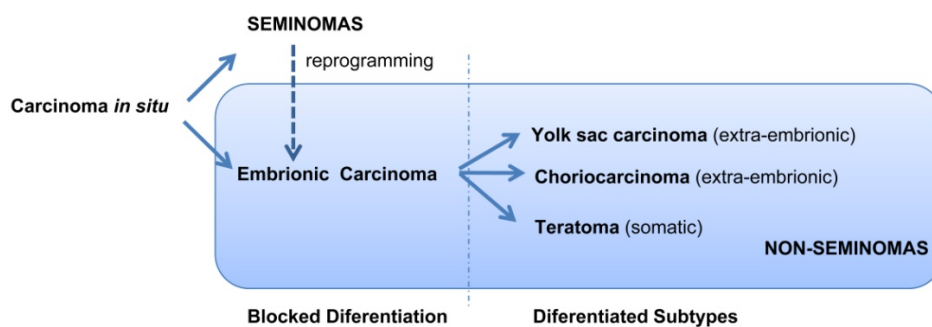 SEMINOMAS
reprogramming
Carcinoma in situ
Yolk sac carcinoma (extra-embrionic)
Embrionic Carcinoma
Choriocarcinoma (extra-embrionic)
Teratoma (somatic)
NON-SEMINOMAS
Blocked Diferentiation
Diferentiated Subtypes